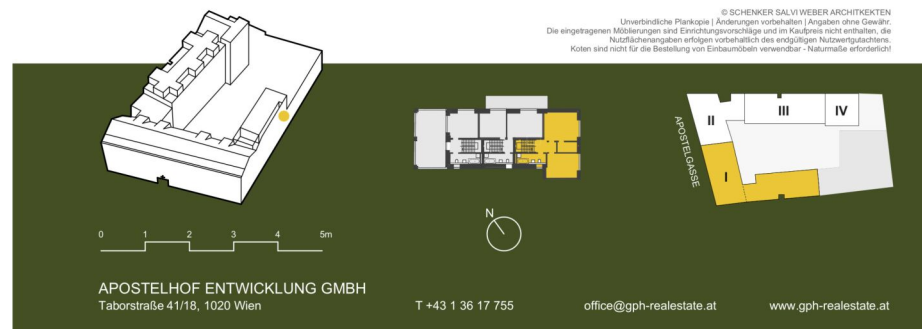 © SCHENKER SALVI WEBER ARCHITKEKTEN
Unverbindliche Plankopie | Änderungen vorbehalten | Angaben ohne Gewähr.
Die eingetragenen Möblierungen sind Einrichtungsvorschläge und im Kaufpreis nicht enthalten, die
Nutzflächenangaben erfolgen vorbehaltlich des endgültigen Nutzwertgutachtens.
Koten sind nicht für die Bestellung von Einbaumöbeln verwendbar - Naturmaße erforderlich!
II
III
IV
APOSTELGASSE
I
N
0 1 2 3 4 5m
APOSTELHOF ENTWICKLUNG GMBH
Taborstraße 41/18, 1020 Wien
T +43 1 36 17 755
office@gph-realestate.at
www.gph-realestate.at